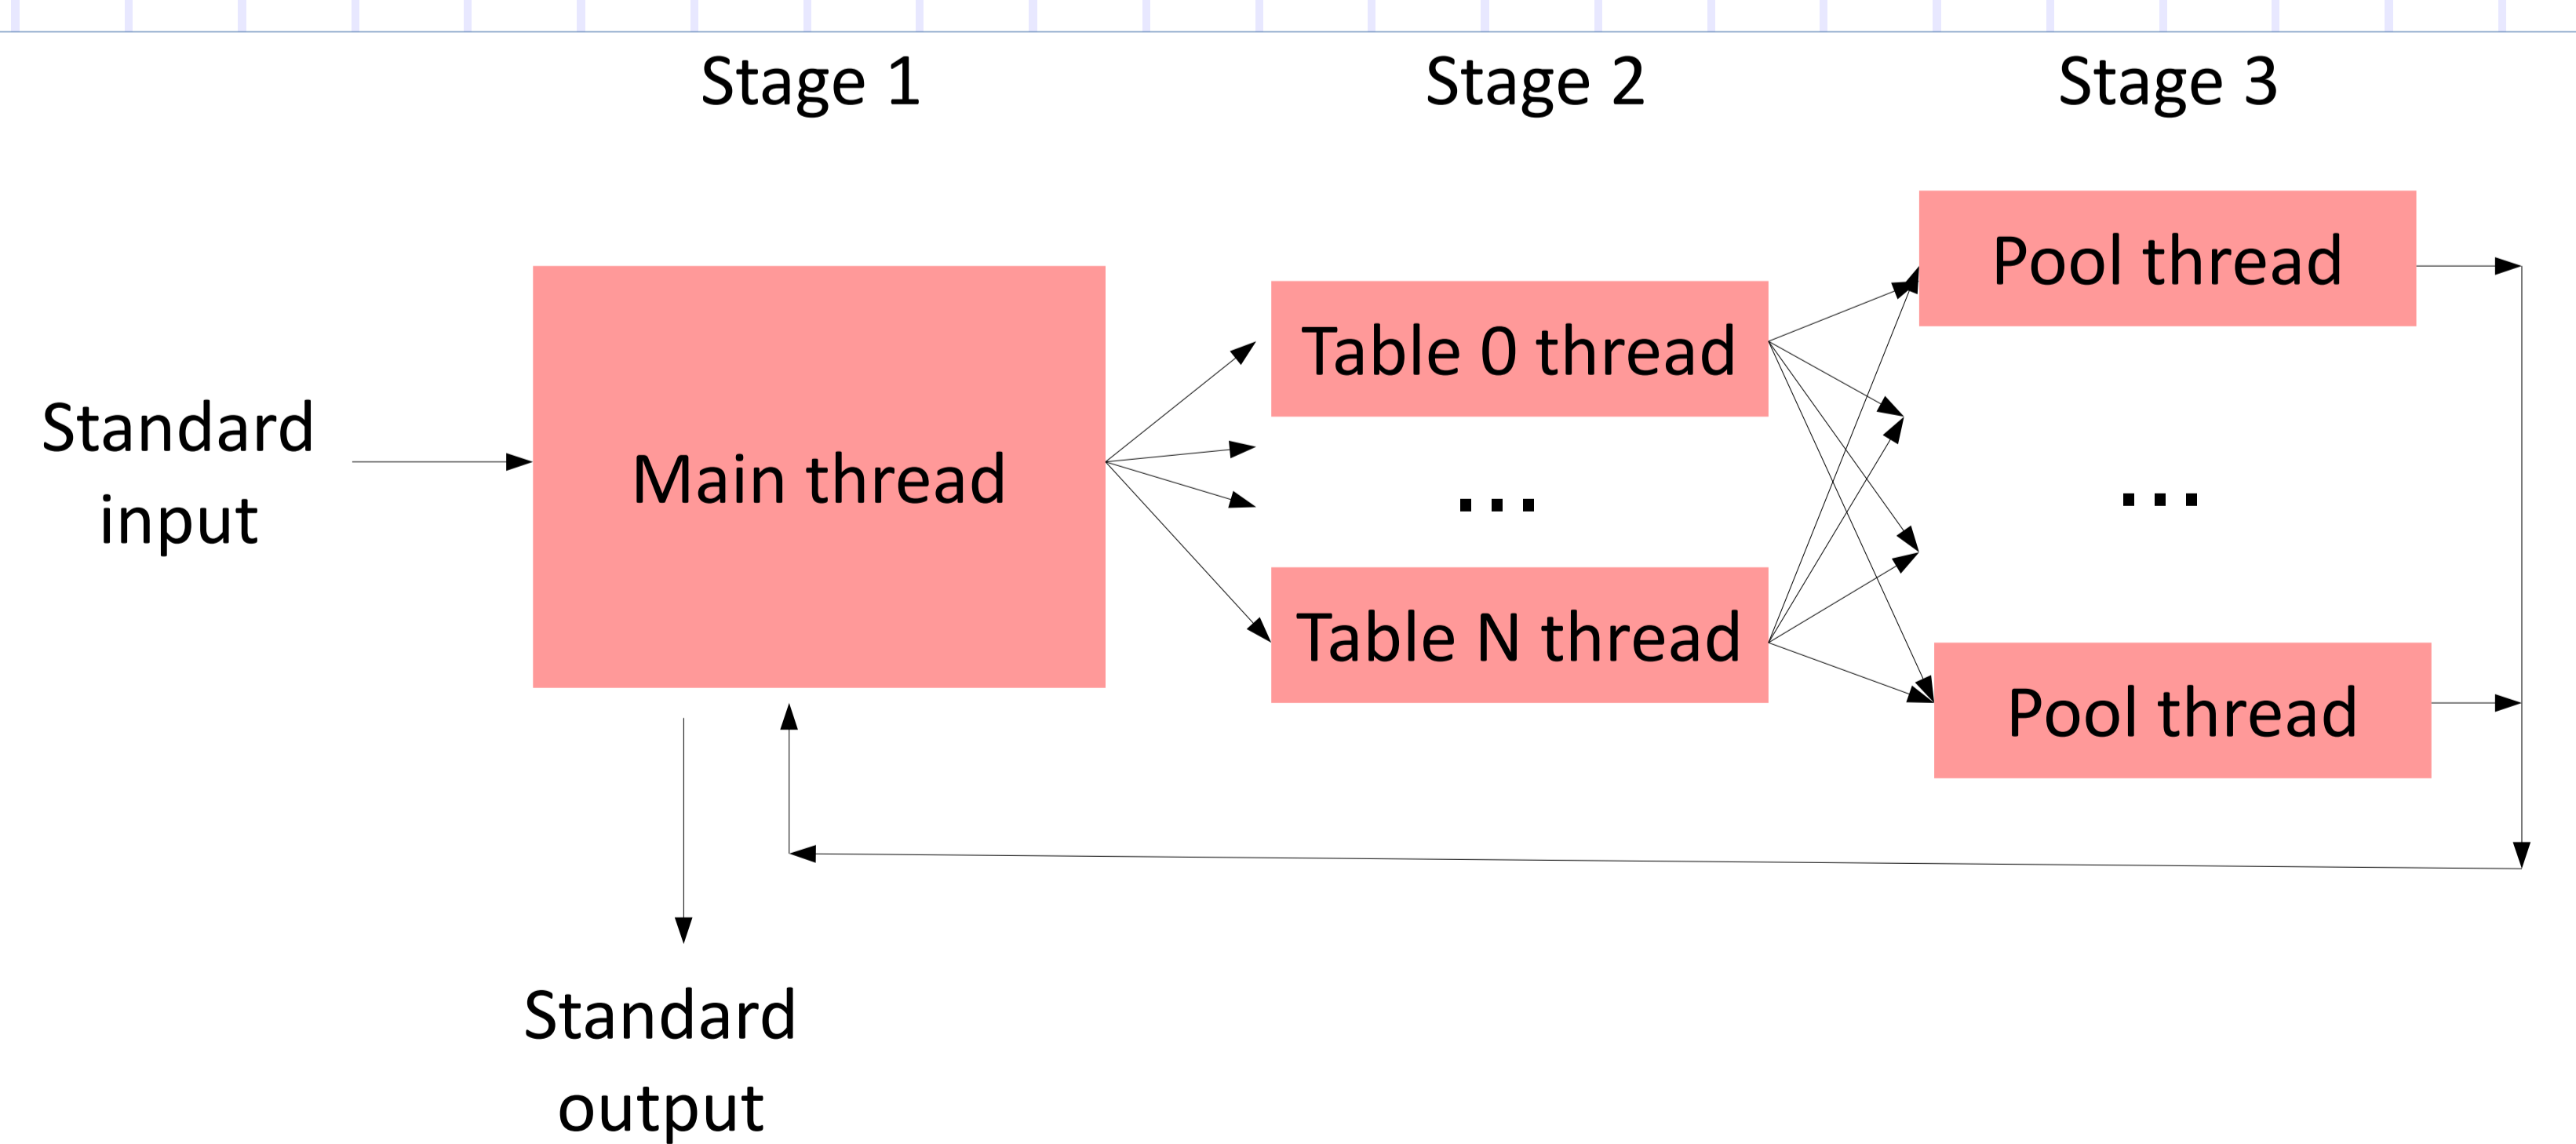 Stage 1
Stage 2
Stage 3
Standard
input
Main thread
Table 0 thread
...
Table N thread
Pool thread
...
Pool thread
Standard
output